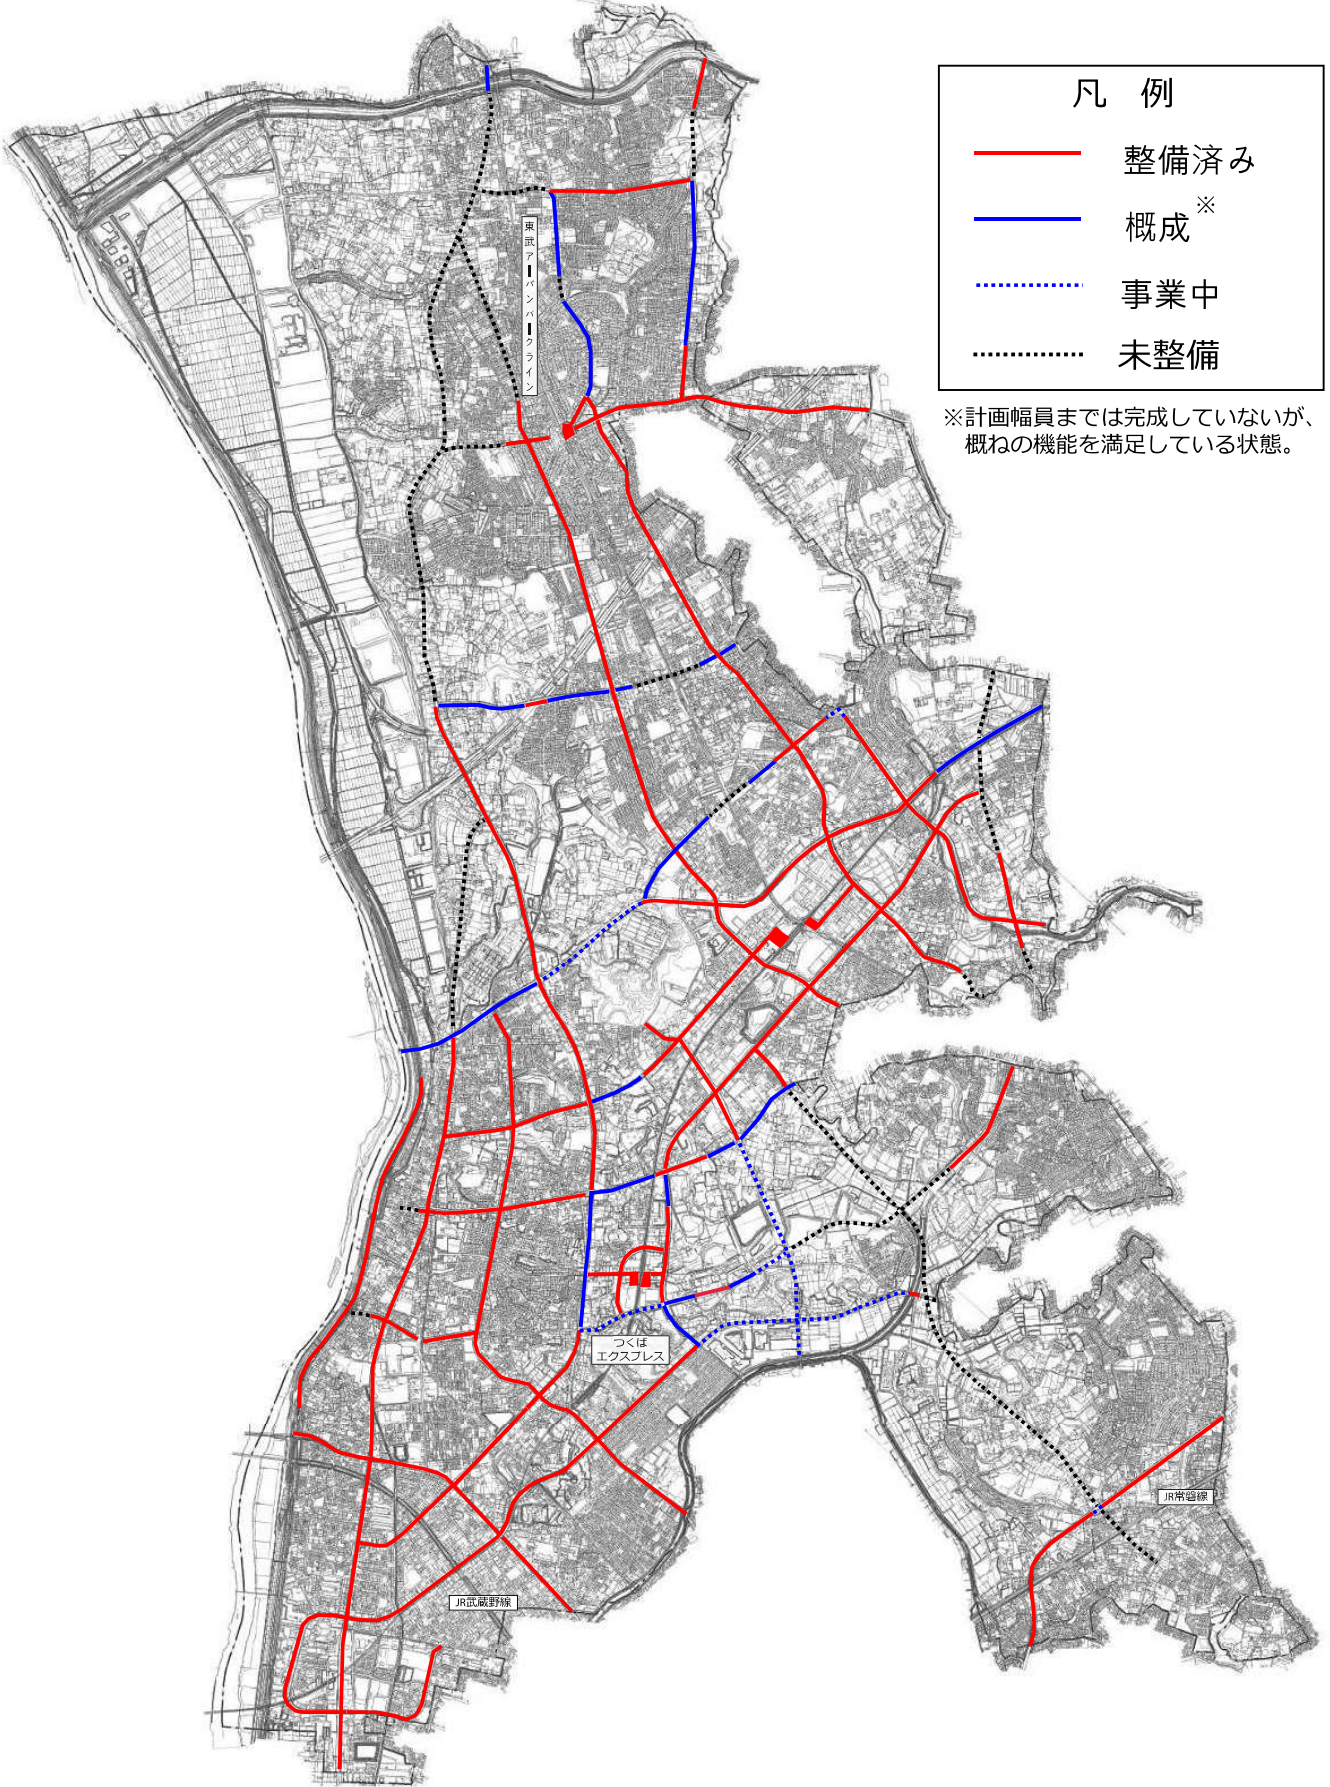 凡 例
整備済み
概成※
事業中
未整備
※計画幅員までは完成していないが、
概ねの機能を満足している状態。
東武アーバンパークライン
つくば
エクスプレス
JR常磐線
JR武蔵野線